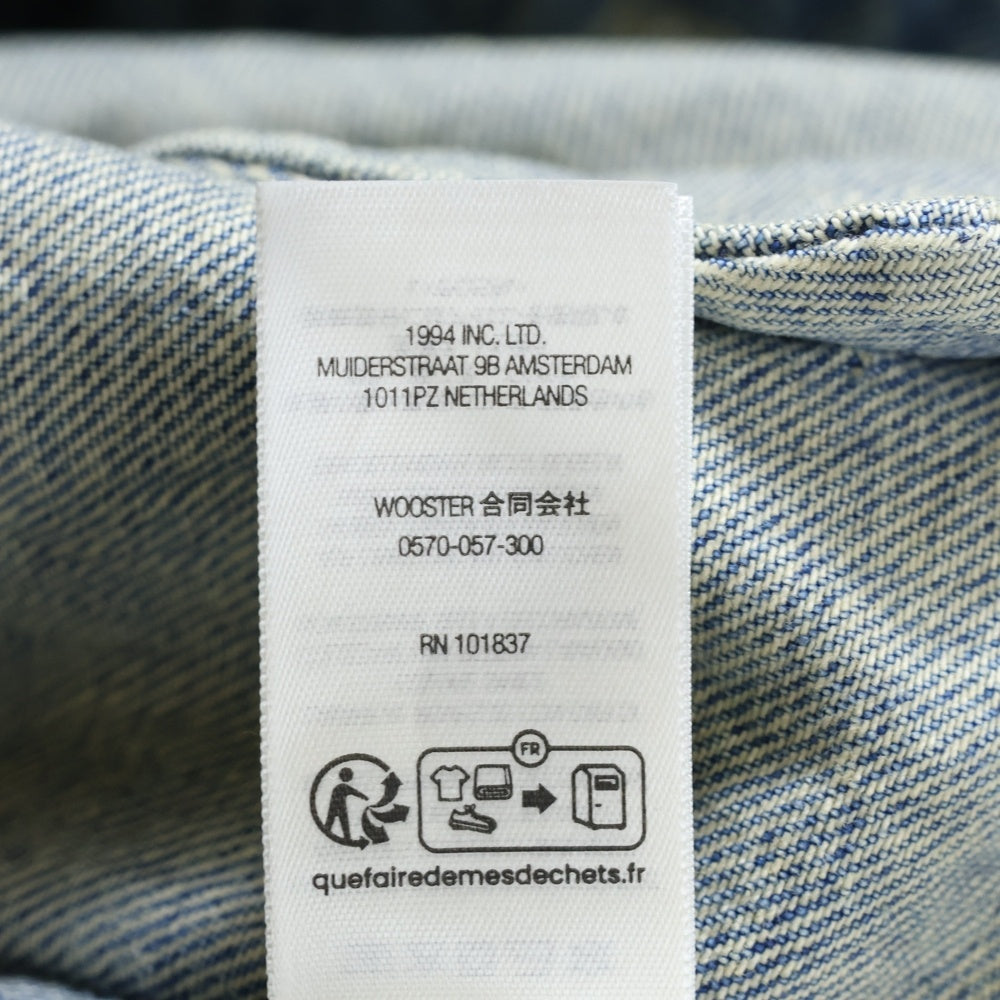 1994 INC. LTD.
MUIDERSTRAAT 9B AMSTERDAM
1011PZ NETHERLANDS
WOOSTER 合同会社
0570-057-300
RN 101837
FR
quefairedemesdechets.fr